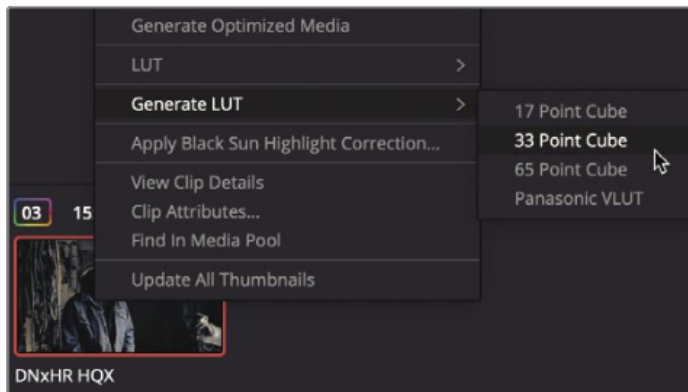 Generate Optimized Media
LUT >
Generate LUT >
17 Point Cube
33 Point Cube
65 Point Cube
Panasonic VLUT
Apply Black Sun Highlight Correction...
View Clip Details
Clip Attributes...
Find In Media Pool
Update All Thumbnails
03 15
DNxHR HQX